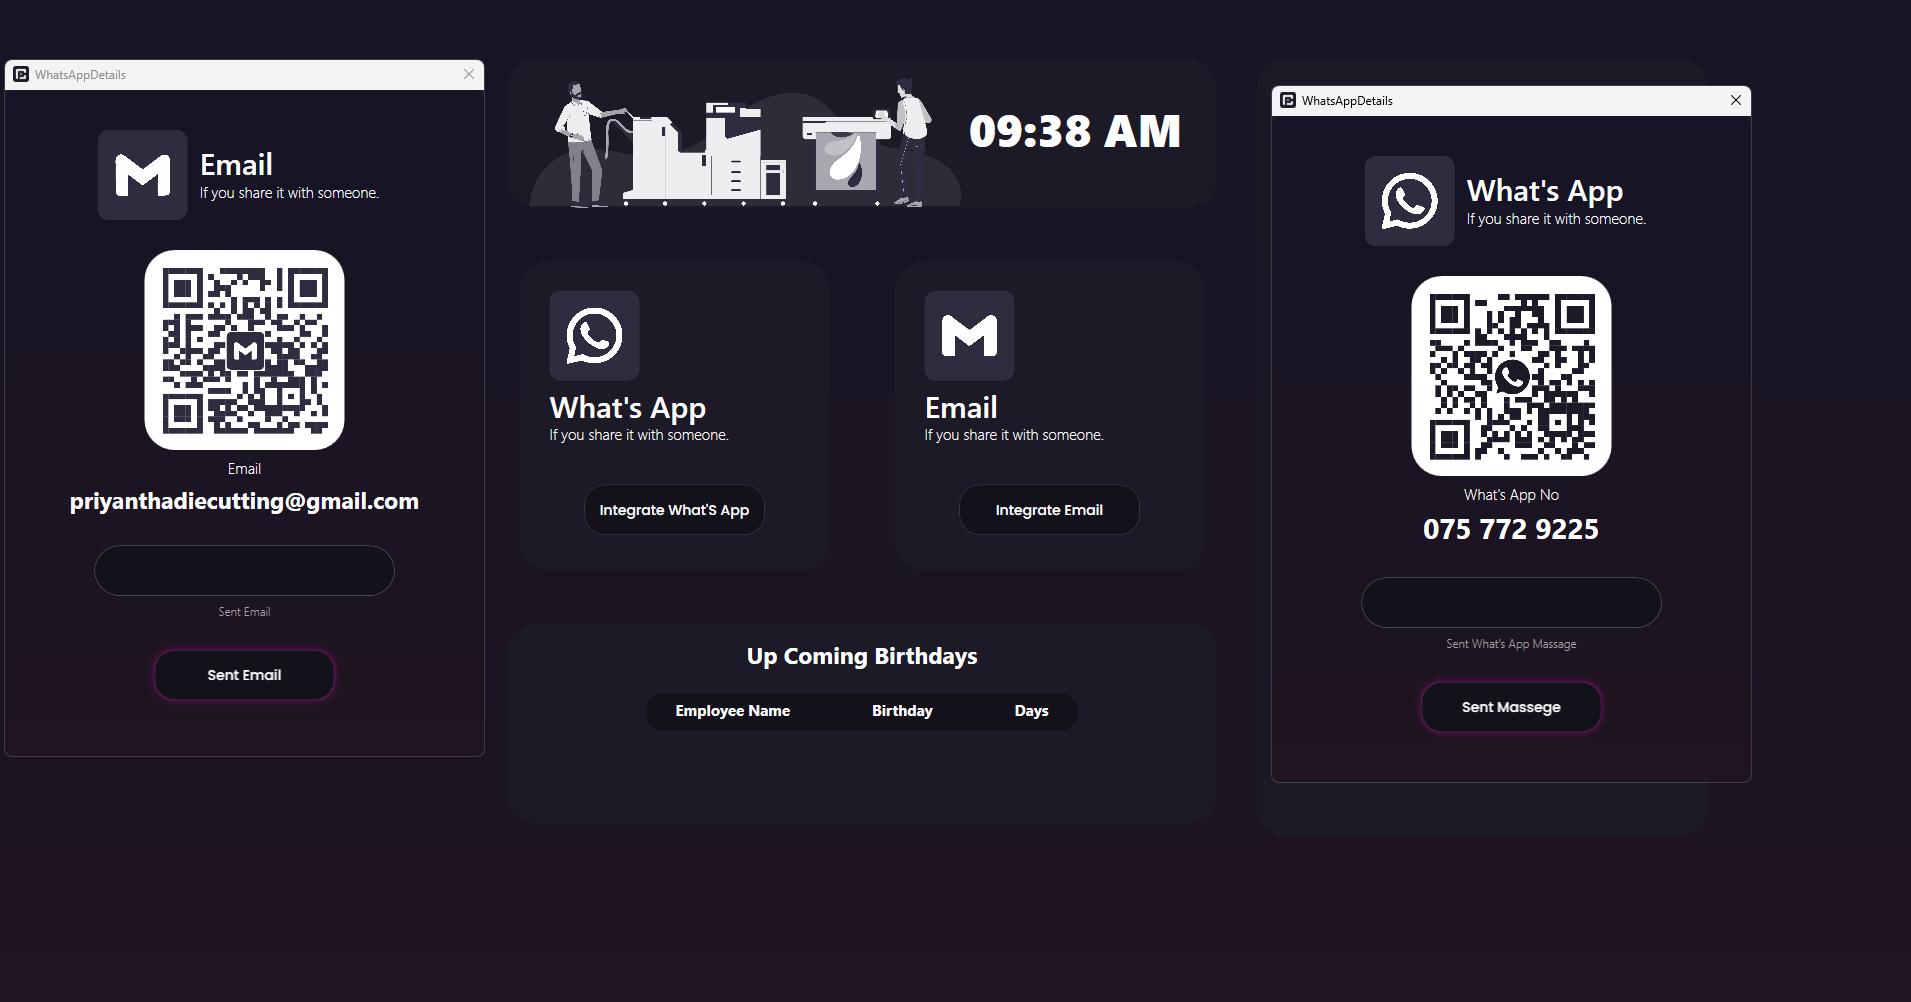 WhatsAppDetails
Email
If you share it with someone.
Email
priyanthadiecutting@gmail.com
Sent Email
Sent Email
09:38 AM
What's App
If you share it with someone.
Integrate What'S App
Email
If you share it with someone.
Integrate Email
Up Coming Birthdays
Employee Name Birthday Days
WhatsAppDetails
What's App
If you share it with someone.
What's App No
075 772 9225
Sent What's App Massage
Sent Massege